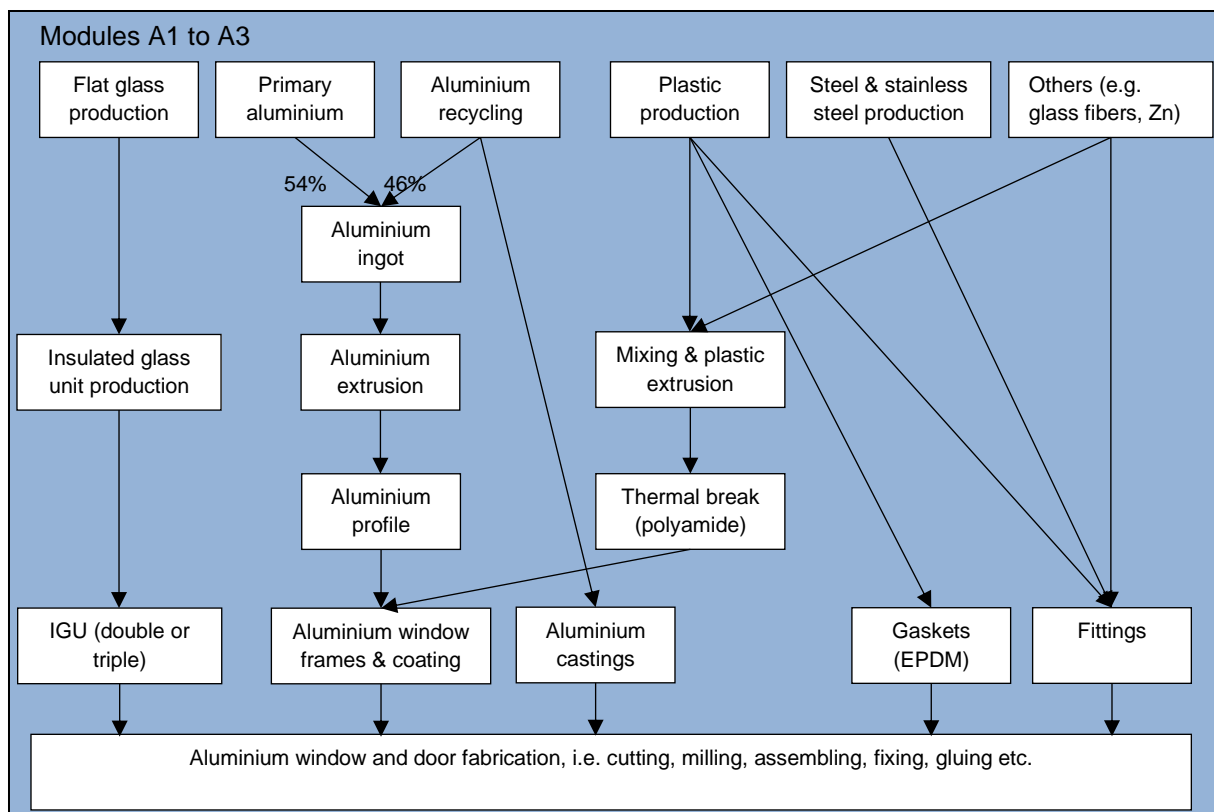 Modules A1 to A3
Flat glass
production
Primary
aluminium
Aluminium
recycling
Plastic
production
Steel & stainless
steel production
Others (e.g.
glass fibers, Zn)
54%
46%
Aluminium
ingot
Insulated glass
unit production
Aluminium
extrusion
Mixing & plastic
extrusion
Aluminium
profile
Thermal break
(polyamide)
IGU (double or
triple)
Aluminium window
frames & coating
Aluminium
castings
Gaskets
(EPDM)
Fittings
Aluminium window and door fabrication, i.e. cutting, milling, assembling, fixing, gluing etc.